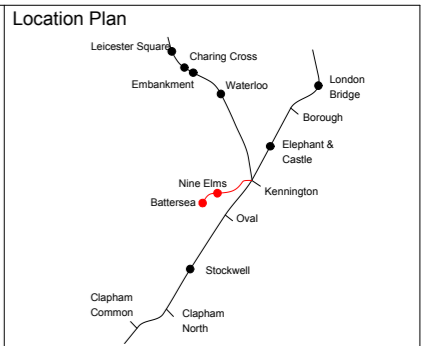 Location Plan
Leicester Square
Charing Cross
Embankment
Waterloo
London
Bridge
Borough
Elephant &
Castle
Nine Elms
Kennington
Battersea
Oval
Stockwell
Clapham
Common
Clapham
North